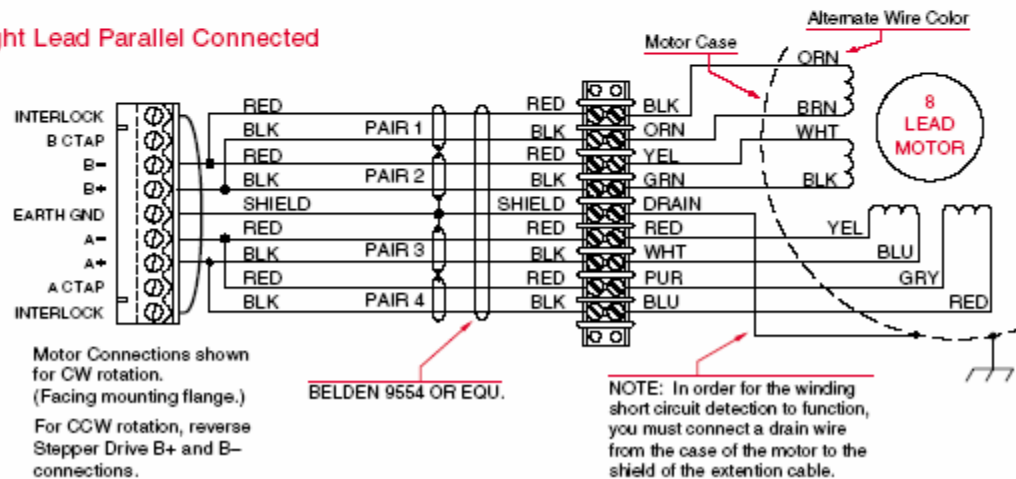 ght Lead Parallel Connected
Alternate Wire Color
Motor Case
ORN
INTERLOCK RED RED BLK BRN
B CTAP BLK PAIR 1 BLK ORN WHT
B– RED RED YEL
B+ BLK PAIR 2 BLK GRN BLK
EARTH GND SHIELD SHIELD DRAIN
A– RED RED RED YEL
A+ BLK PAIR 3 BLK WHT BLU
A CTAP RED RED PUR GRY
INTERLOCK BLK PAIR 4 BLK BLU RED
8
LEAD
MOTOR
Motor Connections shown
for CW rotation.
(Facing mounting flange.)
For CCW rotation, reverse
Stepper Drive B+ and B–
connections.
BELDEN 9554 OR EQU.
NOTE: In order for the winding
short circuit detection to function,
you must connect a drain wire
from the case of the motor to the
shield of the extention cable.